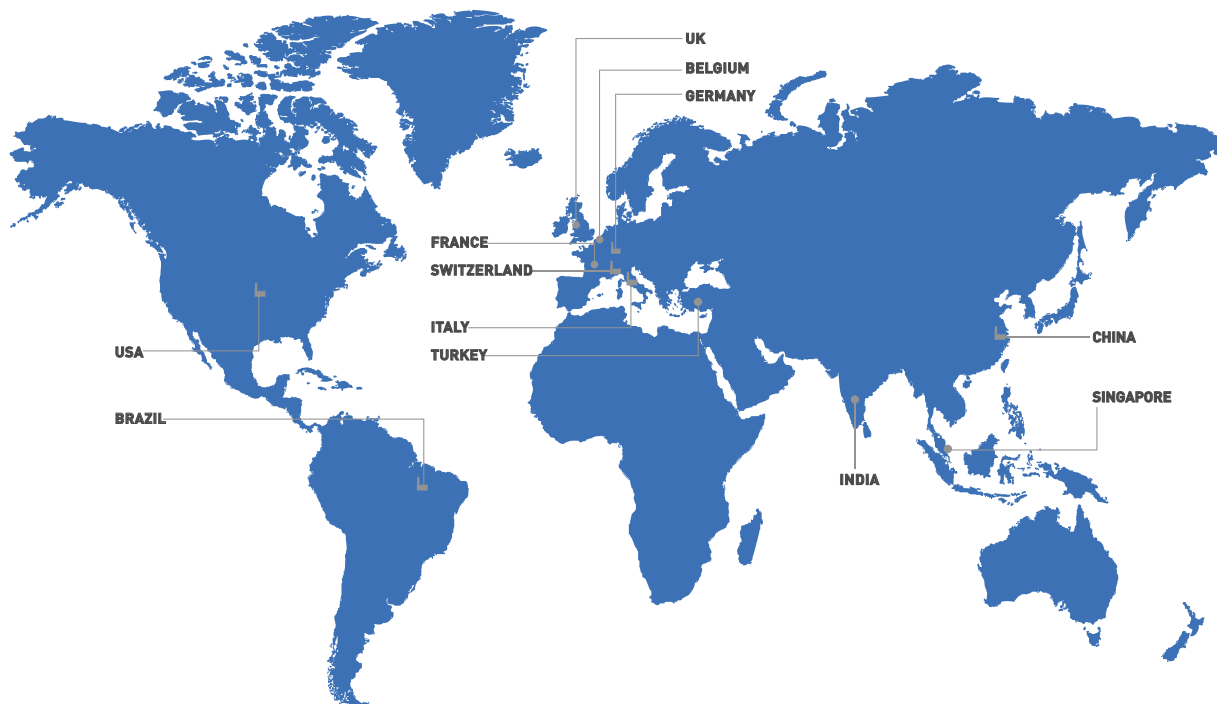 UK
BELGIUM
GERMANY
FRANCE
SWITZERLAND
ITALY
TURKEY
USA
BRAZIL
CHINA
SINGAPORE
INDIA